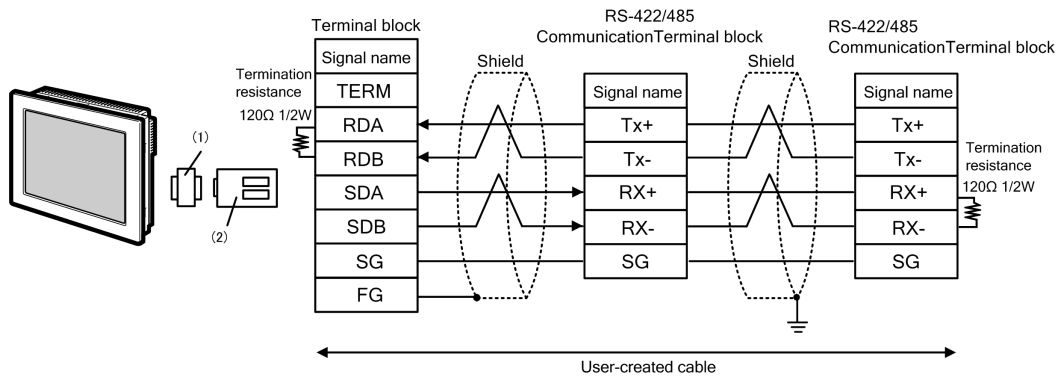 Terminal block
Signal name
TERM
RDA
RDB
SDA
SDB
SG
FG
Termination
resistance
120Ω 1/2W
(1)
(2)
Shield
RS-422/485
CommunicationTerminal block
Signal name
Tx+
Tx-
RX+
RX-
SG
Shield
RS-422/485
CommunicationTerminal block
Signal name
Tx+
Tx-
RX+
RX-
SG
Termination
resistance
120Ω 1/2W
User-created cable